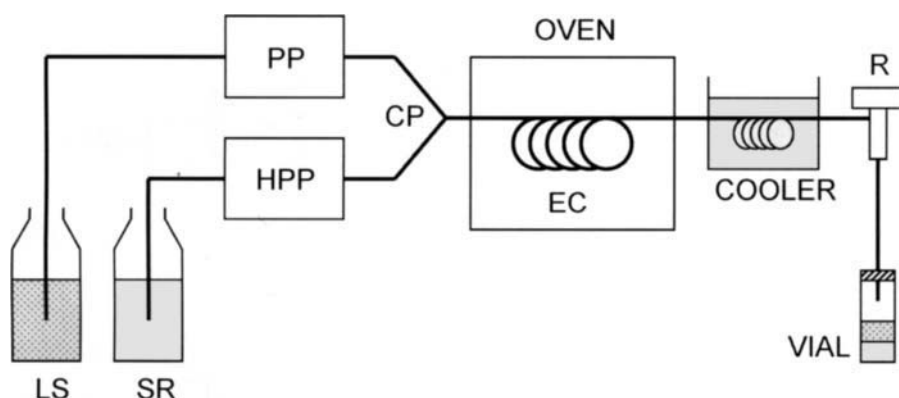 OVEN
PP
R
CP
HPP
EC
COOLER
VIAL
LS
SR